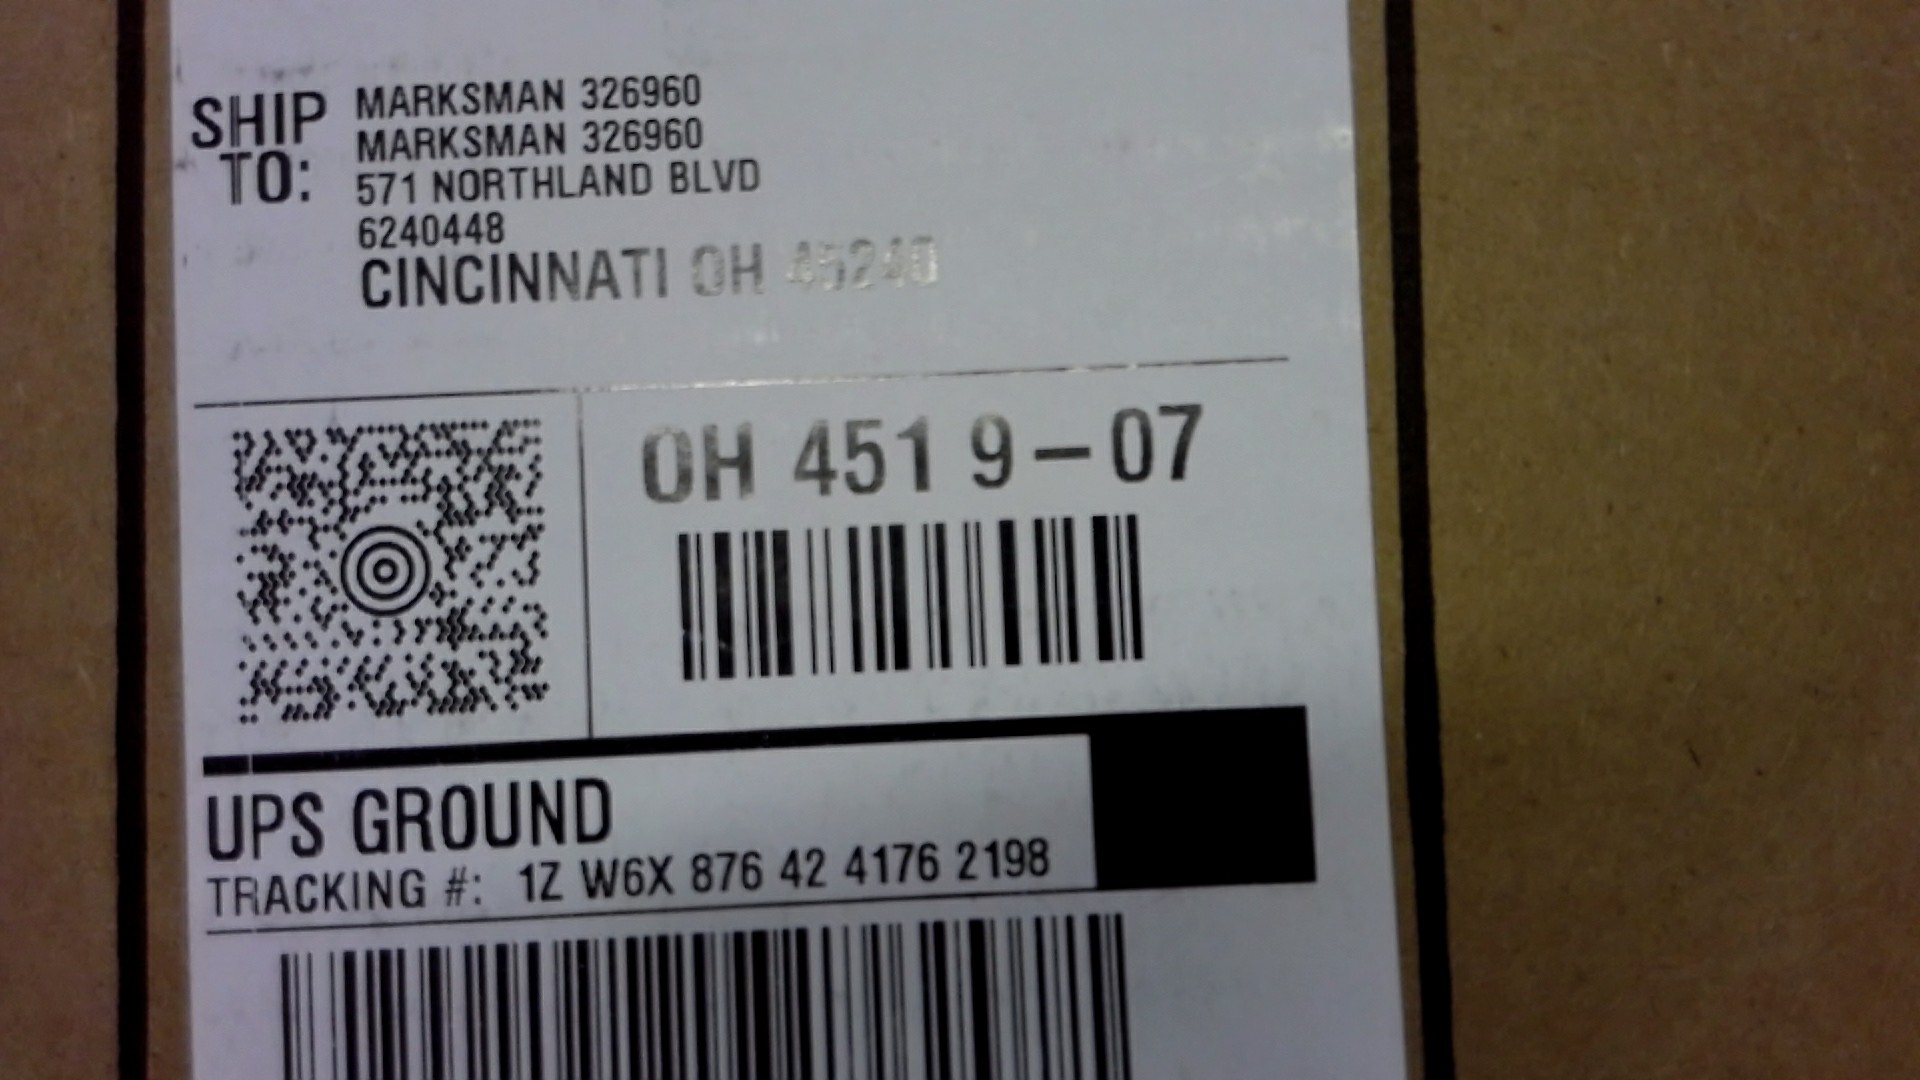 SHIP TO:
MARKSMAN 326960
MARKSMAN 326960
571 NORTHLAND BLVD
6240448
CINCINNATI OH 45240
OH 451 9-07
UPS GROUND
TRACKING #: 1Z W6X 876 42 4176 2198